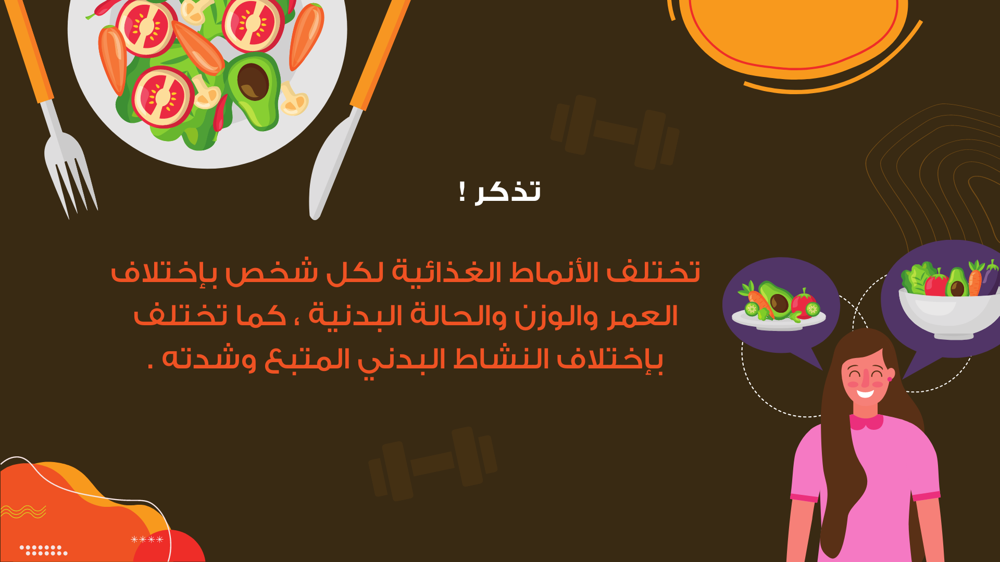 تذكر !
تختلف الأنماط الغذائية لكل شخص بإختلاف
العمر والوزن والحالة البدنية ، كما تختلف
بإختلاف النشاط البدني المتبع وشدته .